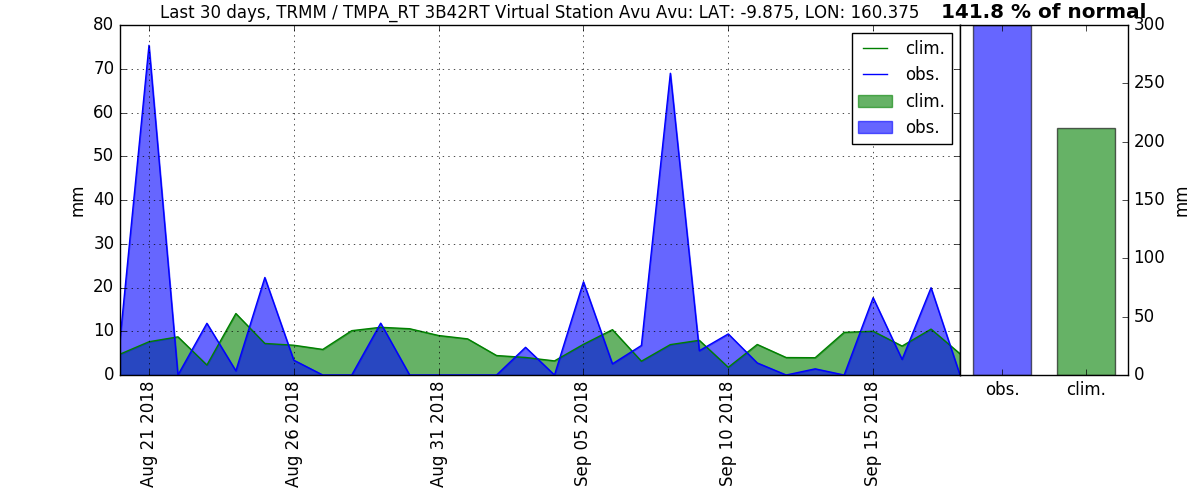 Last 30 days, TRMM / TMPA_RT 3B42RT Virtual Station Avu Avu: LAT: -9.875, LON: 160.375
141.8 % of normal
80
70
60
50
40
30
20
10
0
mm
clim.
obs.
clim.
obs.
Aug 21 2018
Aug 26 2018
Aug 31 2018
Sep 05 2018
Sep 10 2018
Sep 15 2018
300
250
200
150
100
50
0
mm
obs.
clim.